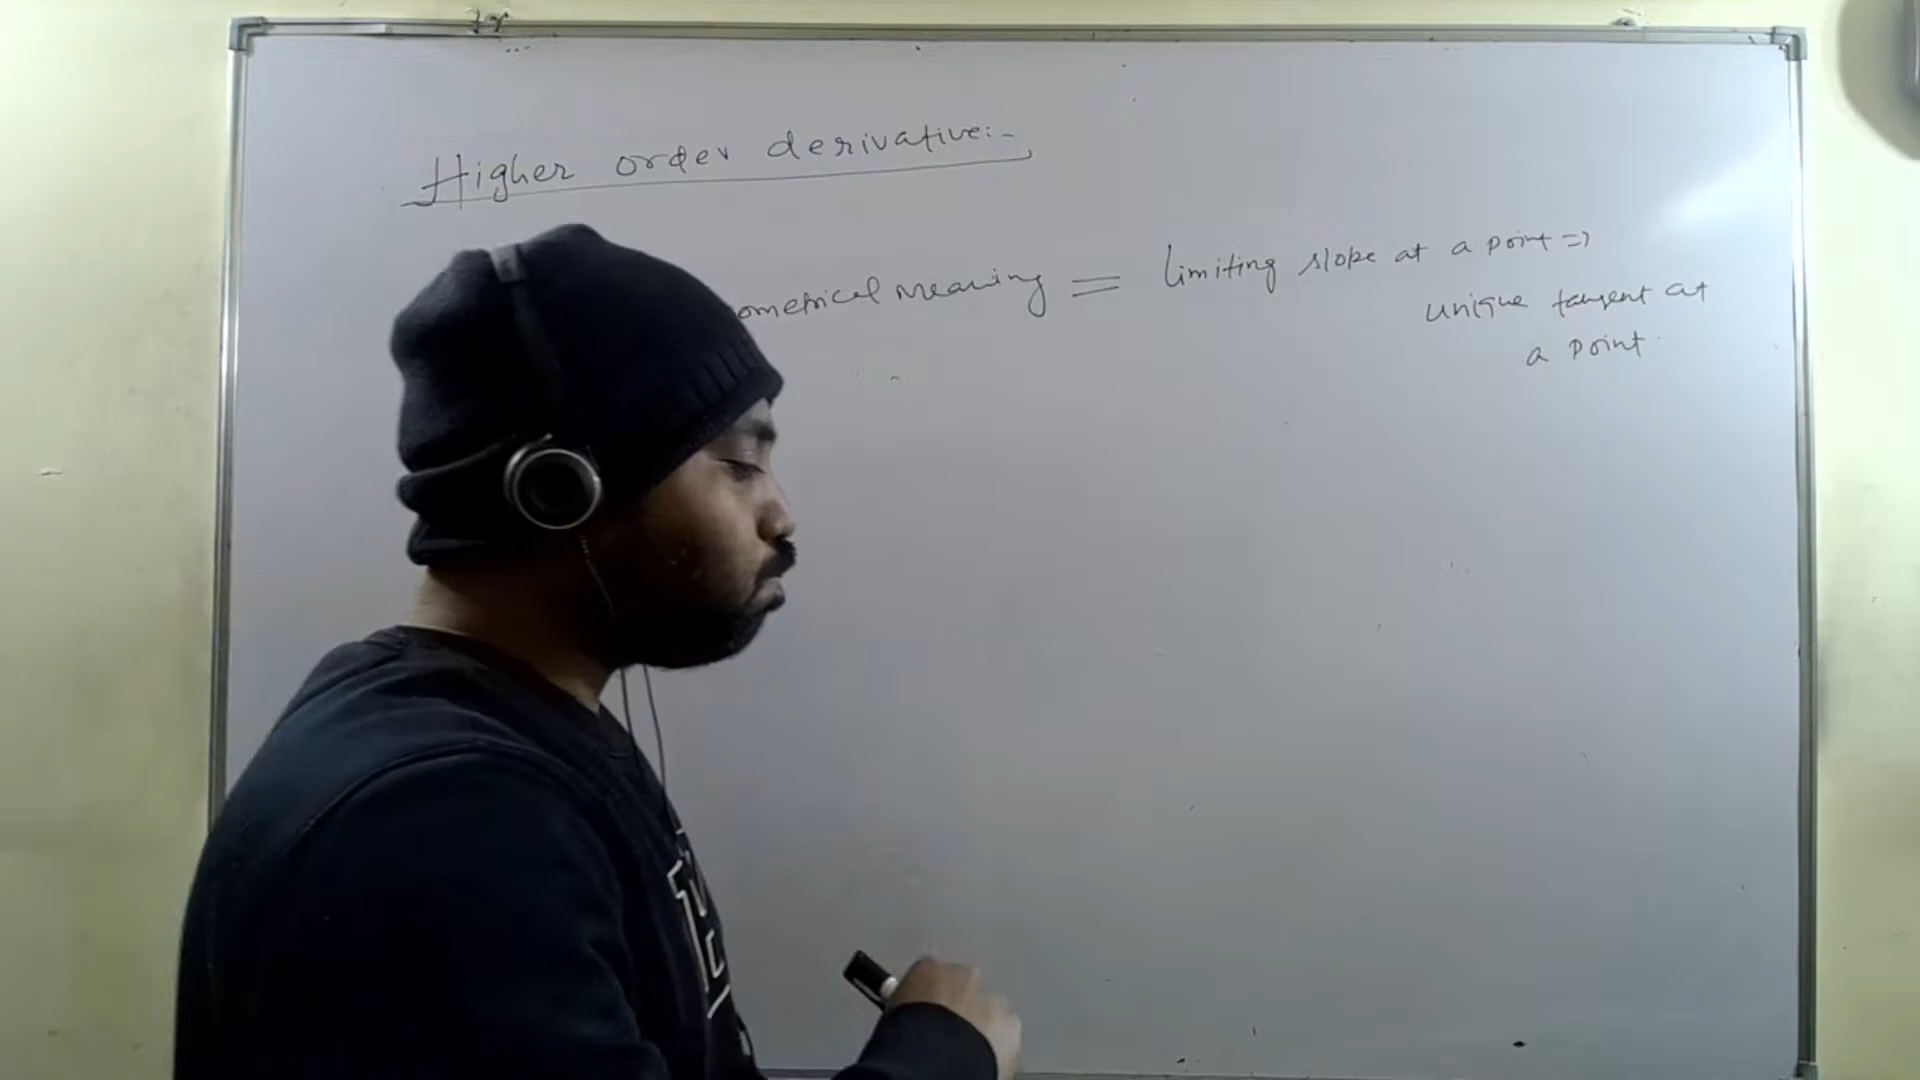 Higher order derivative:-
ometrical meaning = limiting slope at a point =>
unique tangent at
a point